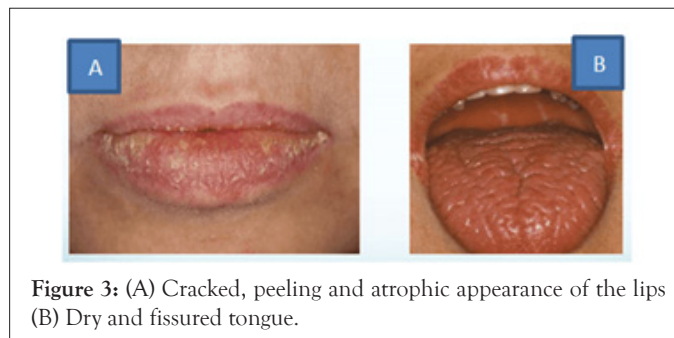 A
B
Figure 3: (A) Cracked, peeling and atrophic appearance of the lips
(B) Dry and fissured tongue.